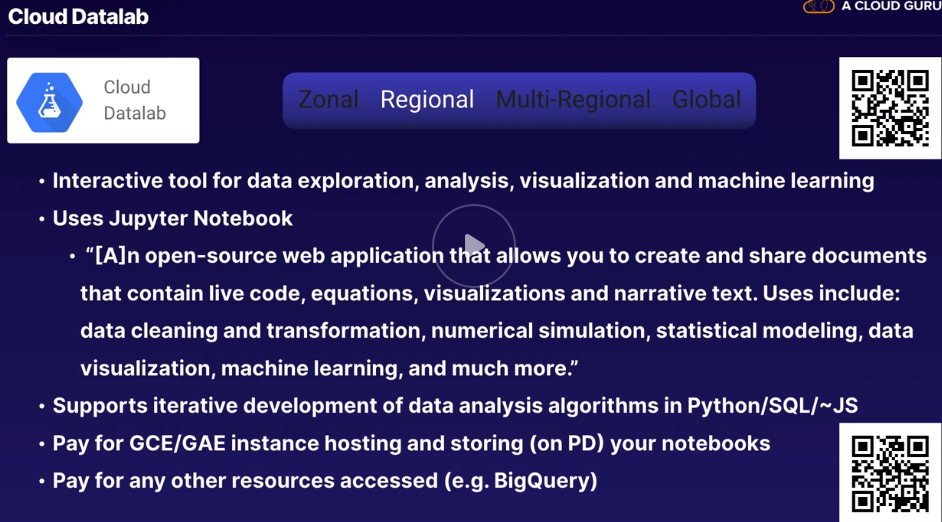 Cloud Datalab
A CLOUD GURU
Cloud
Datalab
Zonal Regional Multi-Regional Global
• Interactive tool for data exploration, analysis, visualization and machine learning
• Uses Jupyter Notebook
• “[A]n open-source web application that allows you to create and share documents
that contain live code, equations, visualizations and narrative text. Uses include:
data cleaning and transformation, numerical simulation, statistical modeling, data
visualization, machine learning, and much more.”
• Supports iterative development of data analysis algorithms in Python/SQL/~JS
• Pay for GCE/GAE instance hosting and storing (on PD) your notebooks
• Pay for any other resources accessed (e.g. BigQuery)